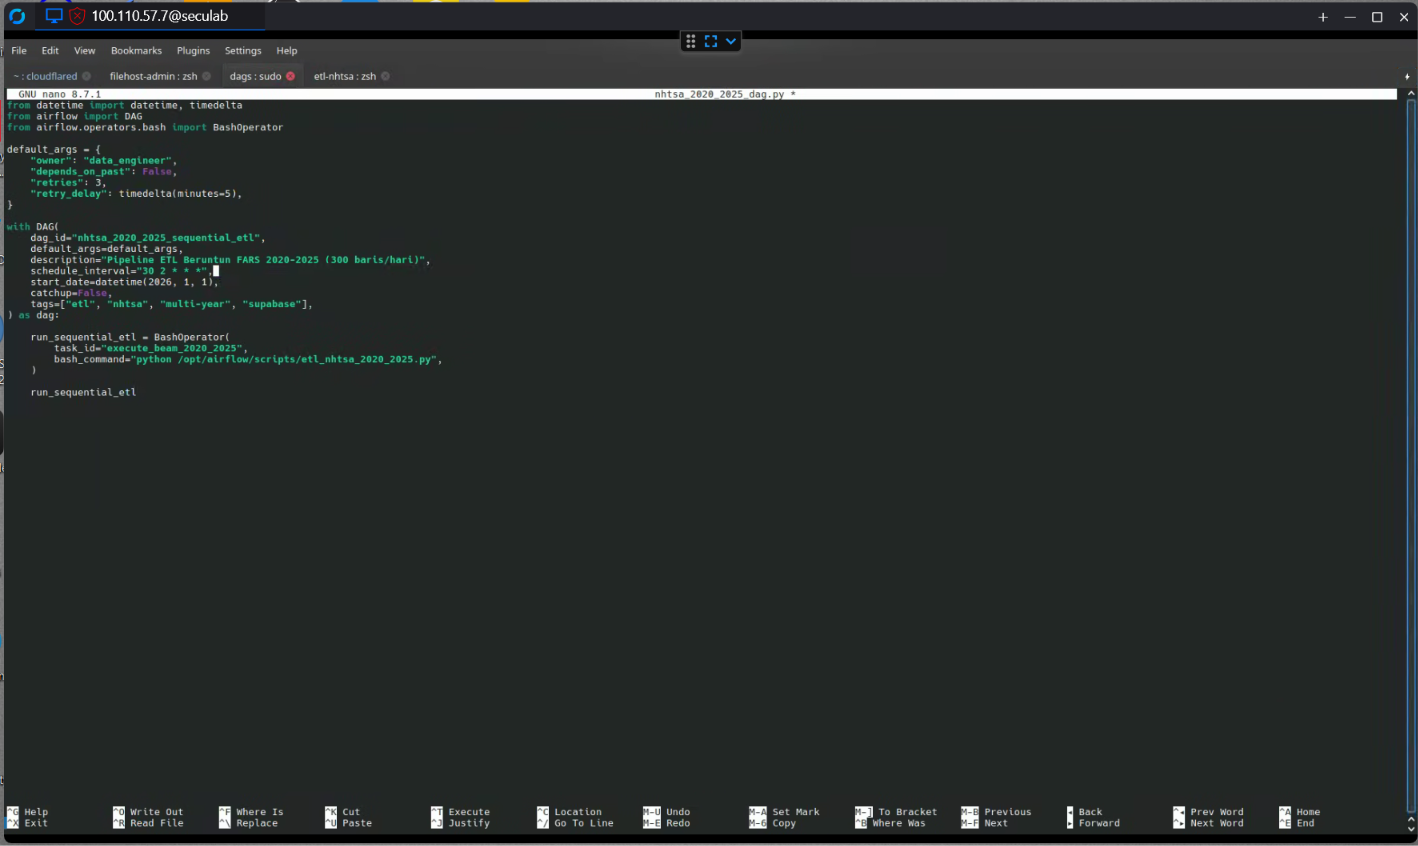 100.110.57.7@seculab
File Edit View Bookmarks Plugins Settings Help
~ : cloudflared filehost-admin : zsh dags : sudo etl-nhtsa : zsh
GNU nano 8.7.1 nhtsa_2020_2025_dag.py *
from datetime import datetime, timedelta
from airflow import DAG
from airflow.operators.bash import BashOperator
default_args = {
    "owner": "data_engineer",
    "depends_on_past": False,
    "retries": 3,
    "retry_delay": timedelta(minutes=5),
}
with DAG(
    dag_id="nhtsa_2020_2025_sequential_etl",
    default_args=default_args,
    description="Pipeline ETL Beruntun FARS 2020-2025 (300 baris/hari)",
    schedule_interval="30 2 * * *",
    start_date=datetime(2026, 1, 1),
    catchup=False,
    tags=["etl", "nhtsa", "multi-year", "supabase"],
) as dag:
    run_sequential_etl = BashOperator(
        task_id="execute_beam_2020_2025",
        bash_command="python /opt/airflow/scripts/etl_nhtsa_2020_2025.py",
    )
    run_sequential_etl
^G Help ^O Write Out ^F Where Is ^K Cut ^T Execute ^C Location M-U Undo M-A Set Mark M-] To Bracket M-B Previous ◂ Back ^◂ Prev Word ^A Home
^X Exit ^R Read File ^\ Replace ^U Paste ^J Justify ^/ Go To Line M-E Redo M-6 Copy ^B Where Was M-F Next ▸ Forward ^▸ Next Word ^E End